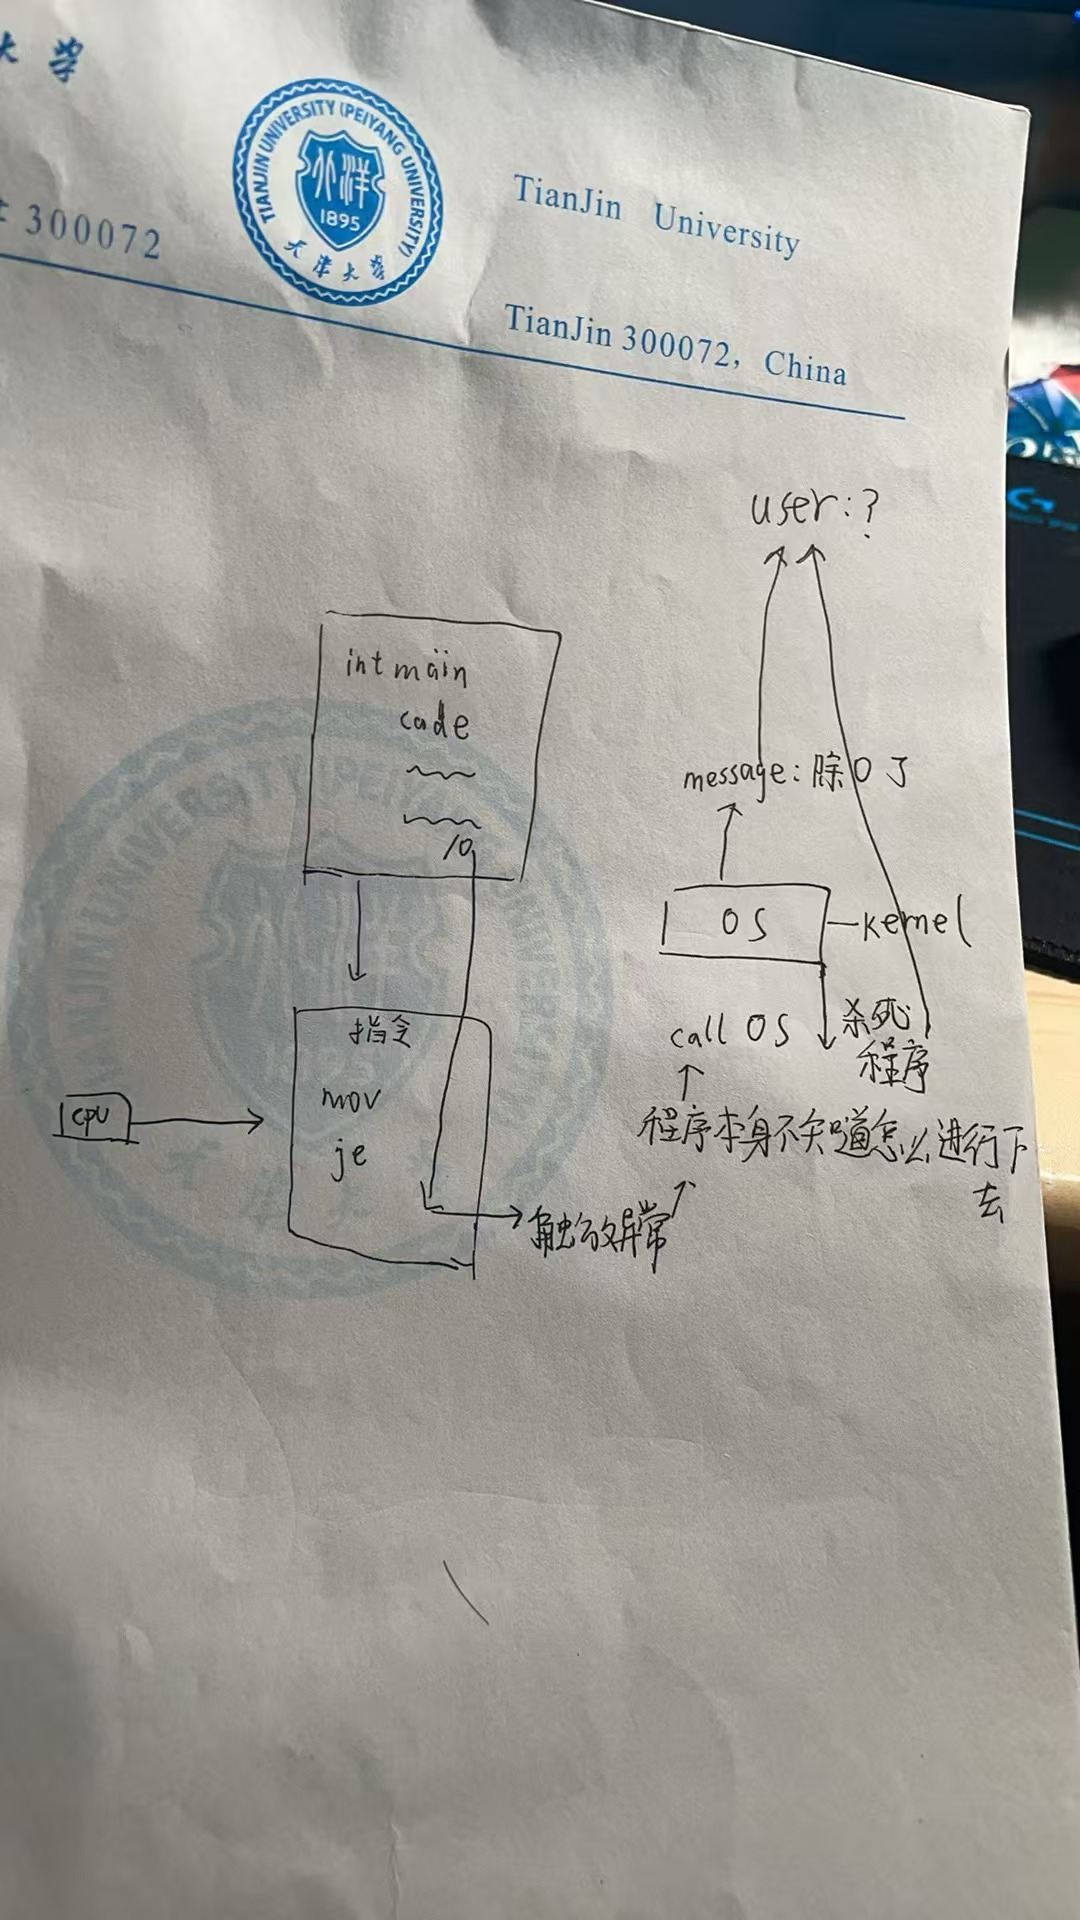 大学
300072
TIANJIN UNIVERSITY (PEIYANG UNIVERSITY)
北洋
1895
天津大学
TianJin University
TianJin 300072, China
user:?
int main
code
/0
message:除0了
OS
kernel
call OS
杀死
程序
程序本身不知道怎么进行下
去
触发异常
指令
mov
je
CPU